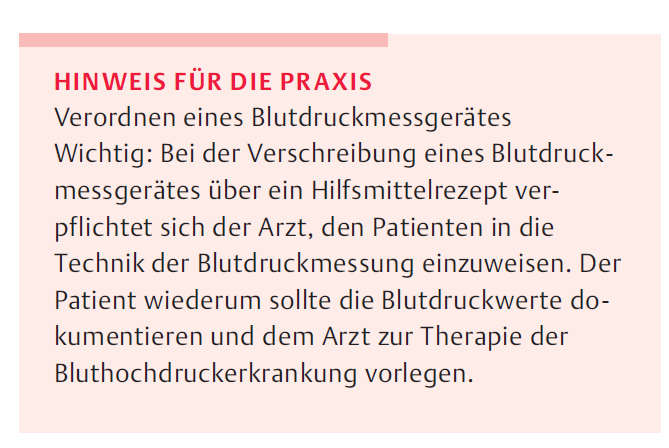 HINWEIS FÜR DIE PRAXIS
Verordnen eines Blutdruckmessgerätes
Wichtig: Bei der Verschreibung eines Blutdruck-
messgerätes über ein Hilfsmittelrezept ver-
pflichtet sich der Arzt, den Patienten in die
Technik der Blutdruckmessung einzuweisen. Der
Patient wiederum sollte die Blutdruckwerte do-
kumentieren und dem Arzt zur Therapie der
Bluthochdruckerkrankung vorlegen.